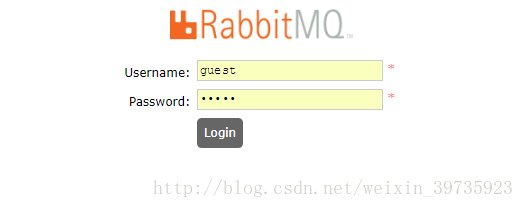 RabbitMQ
Username: guest *
Password: ••••• *
Login
http://blog.csdn.net/weixin_39735923